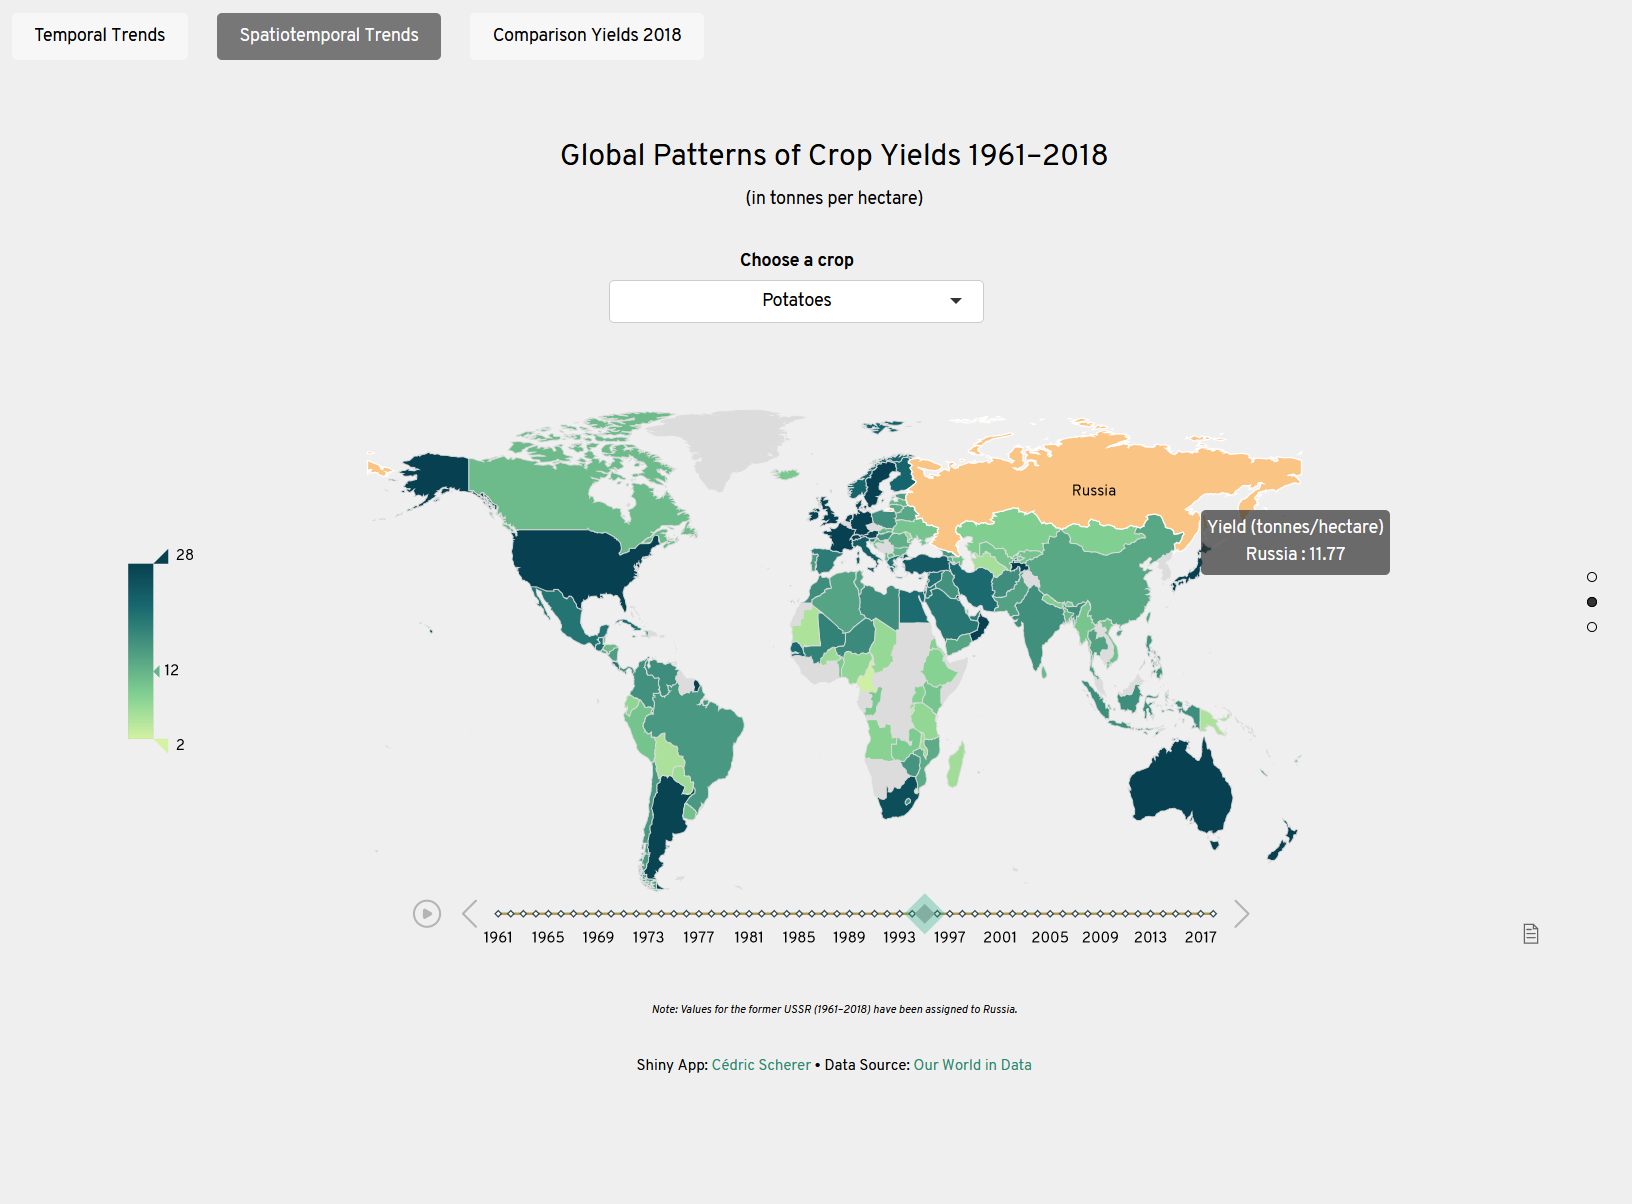 Temporal Trends
Spatiotemporal Trends
Comparison Yields 2018
Global Patterns of Crop Yields 1961–2018
(in tonnes per hectare)
Choose a crop
Potatoes
Russia
Yield (tonnes/hectare)
Russia : 11.77
28
12
2
1961 1965 1969 1973 1977 1981 1985 1989 1993 1997 2001 2005 2009 2013 2017
Note: Values for the former USSR (1961–2018) have been assigned to Russia.
Shiny App: Cédric Scherer • Data Source: Our World in Data